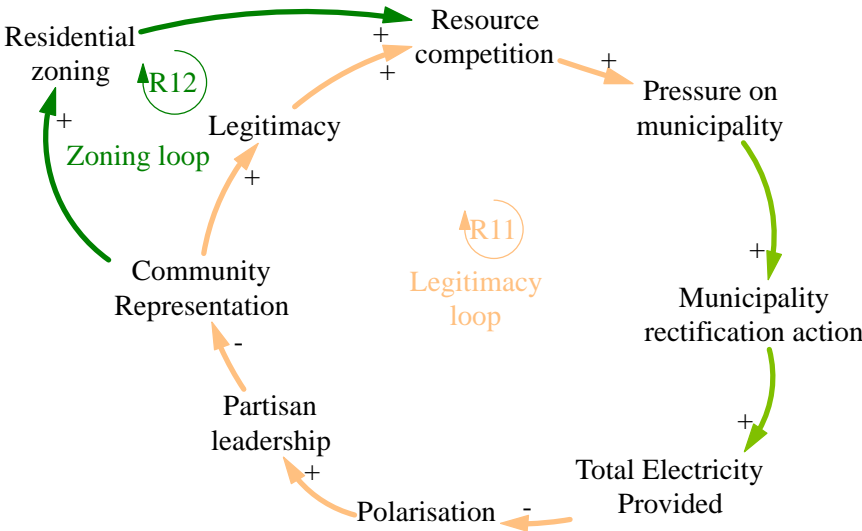 Resource
competition
Residential
zoning
+
+
+
R12
Pressure on
municipality
Legitimacy
+
Zoning loop
+
R11
Legitimacy
loop
+
Community
Representation
Municipality
rectification action
-
Partisan
leadership
+
+
Total Electricity
Provided
Polarisation
-